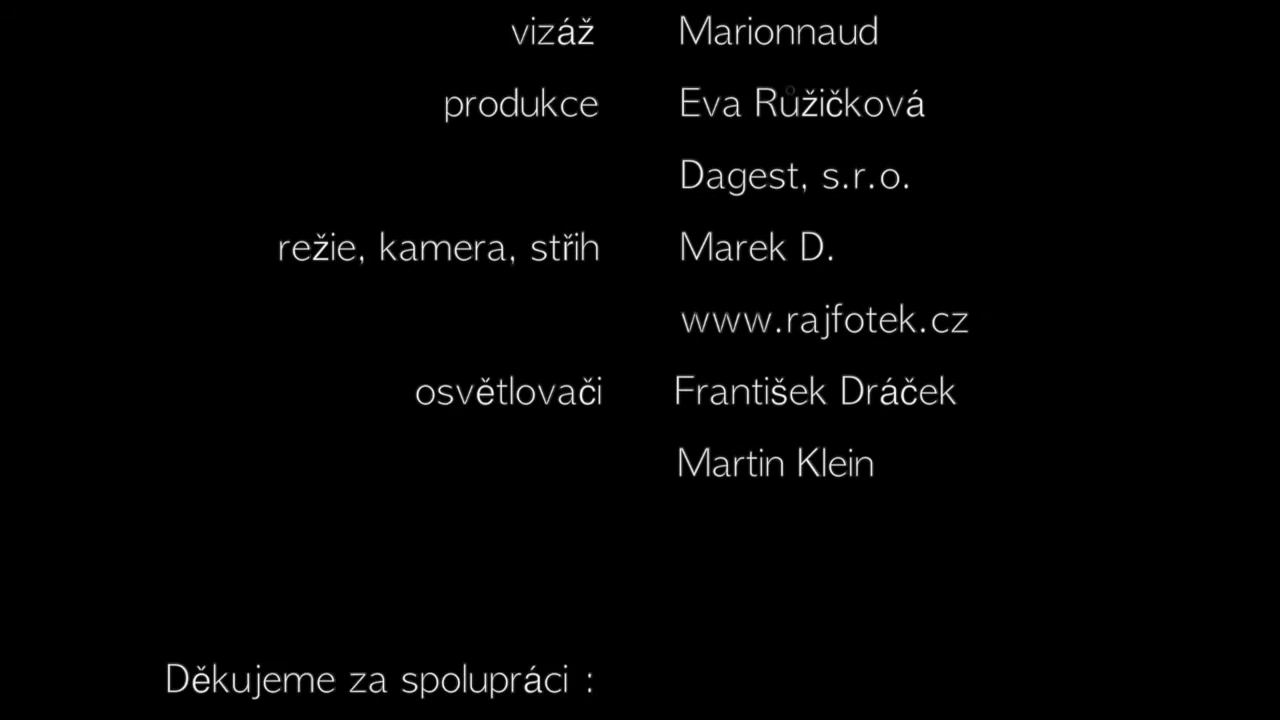 vizáž Marionnaud
produkce Eva Růžičková
Dagest, s.r.o.
režie, kamera, střih Marek D.
www.rajfotek.cz
osvětlovači František Dráček
Martin Klein
Děkujeme za spolupráci :